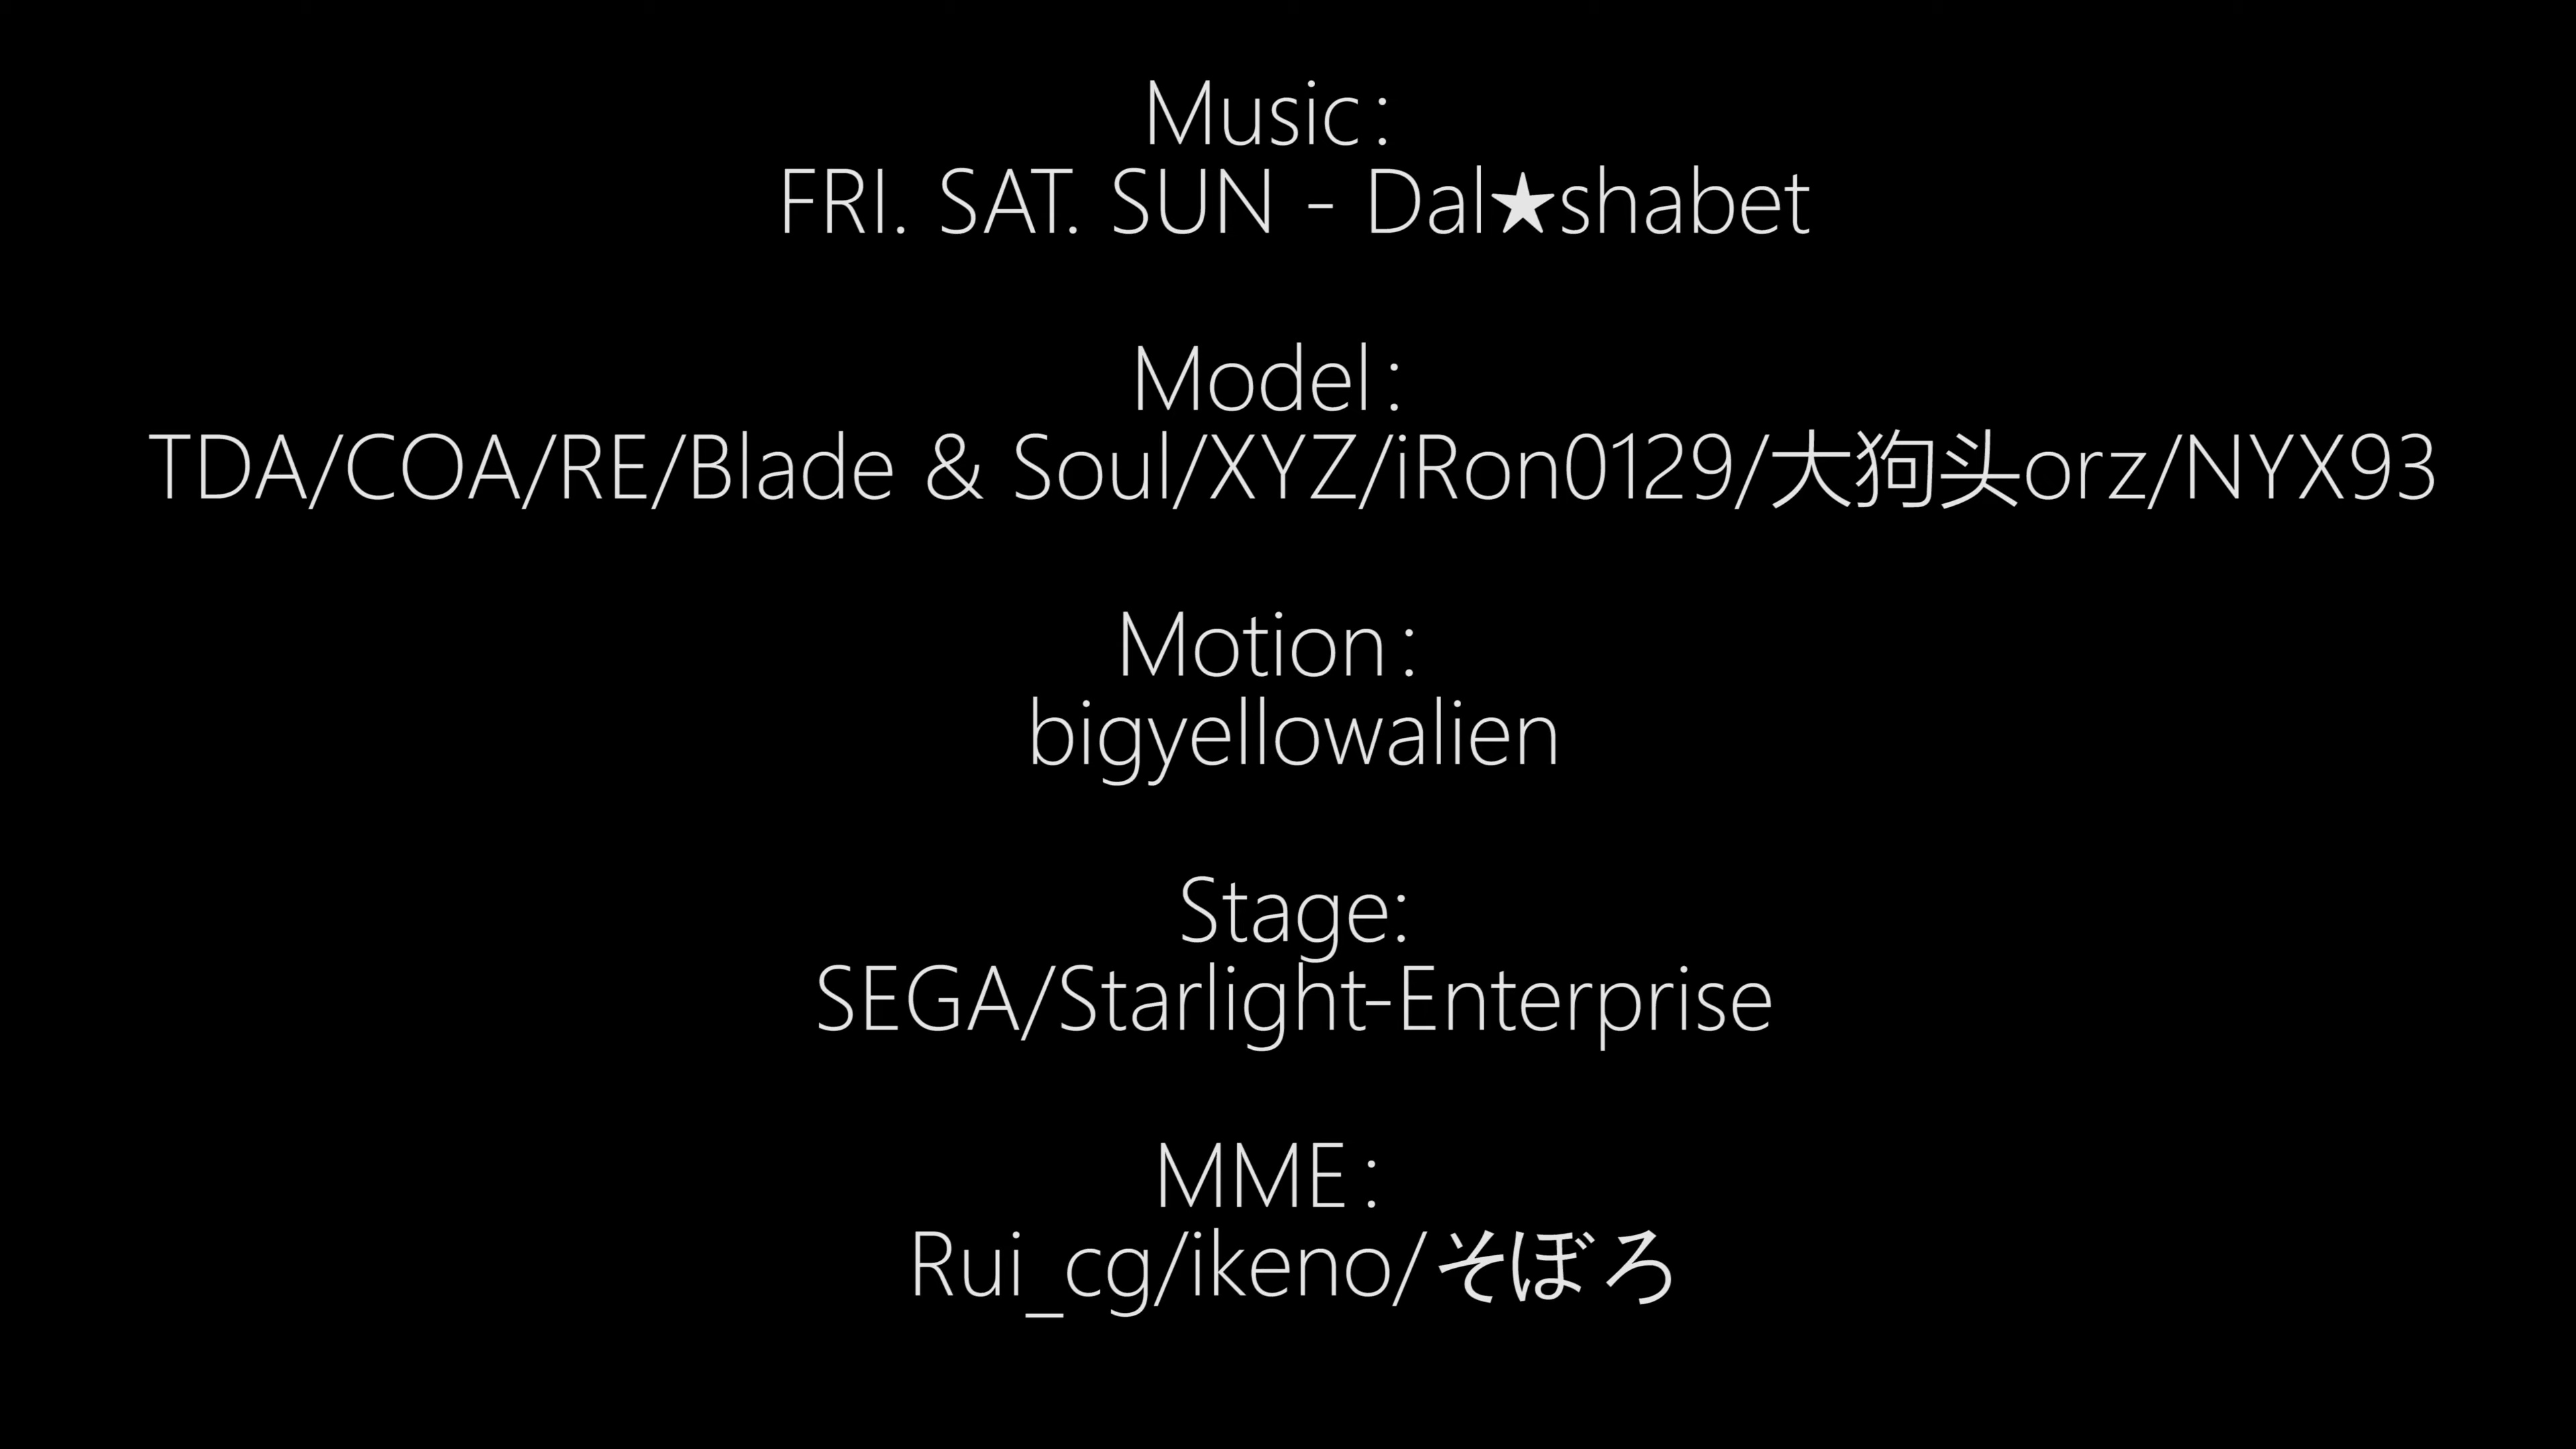 Music :
FRI. SAT. SUN - Dal★shabet
Model :
TDA/COA/RE/Blade & Soul/XYZ/iRon0129/大狗头orz/NYX93
Motion :
bigyellowalien
Stage:
SEGA/Starlight-Enterprise
MME :
Rui_cg/ikeno/そぼろ